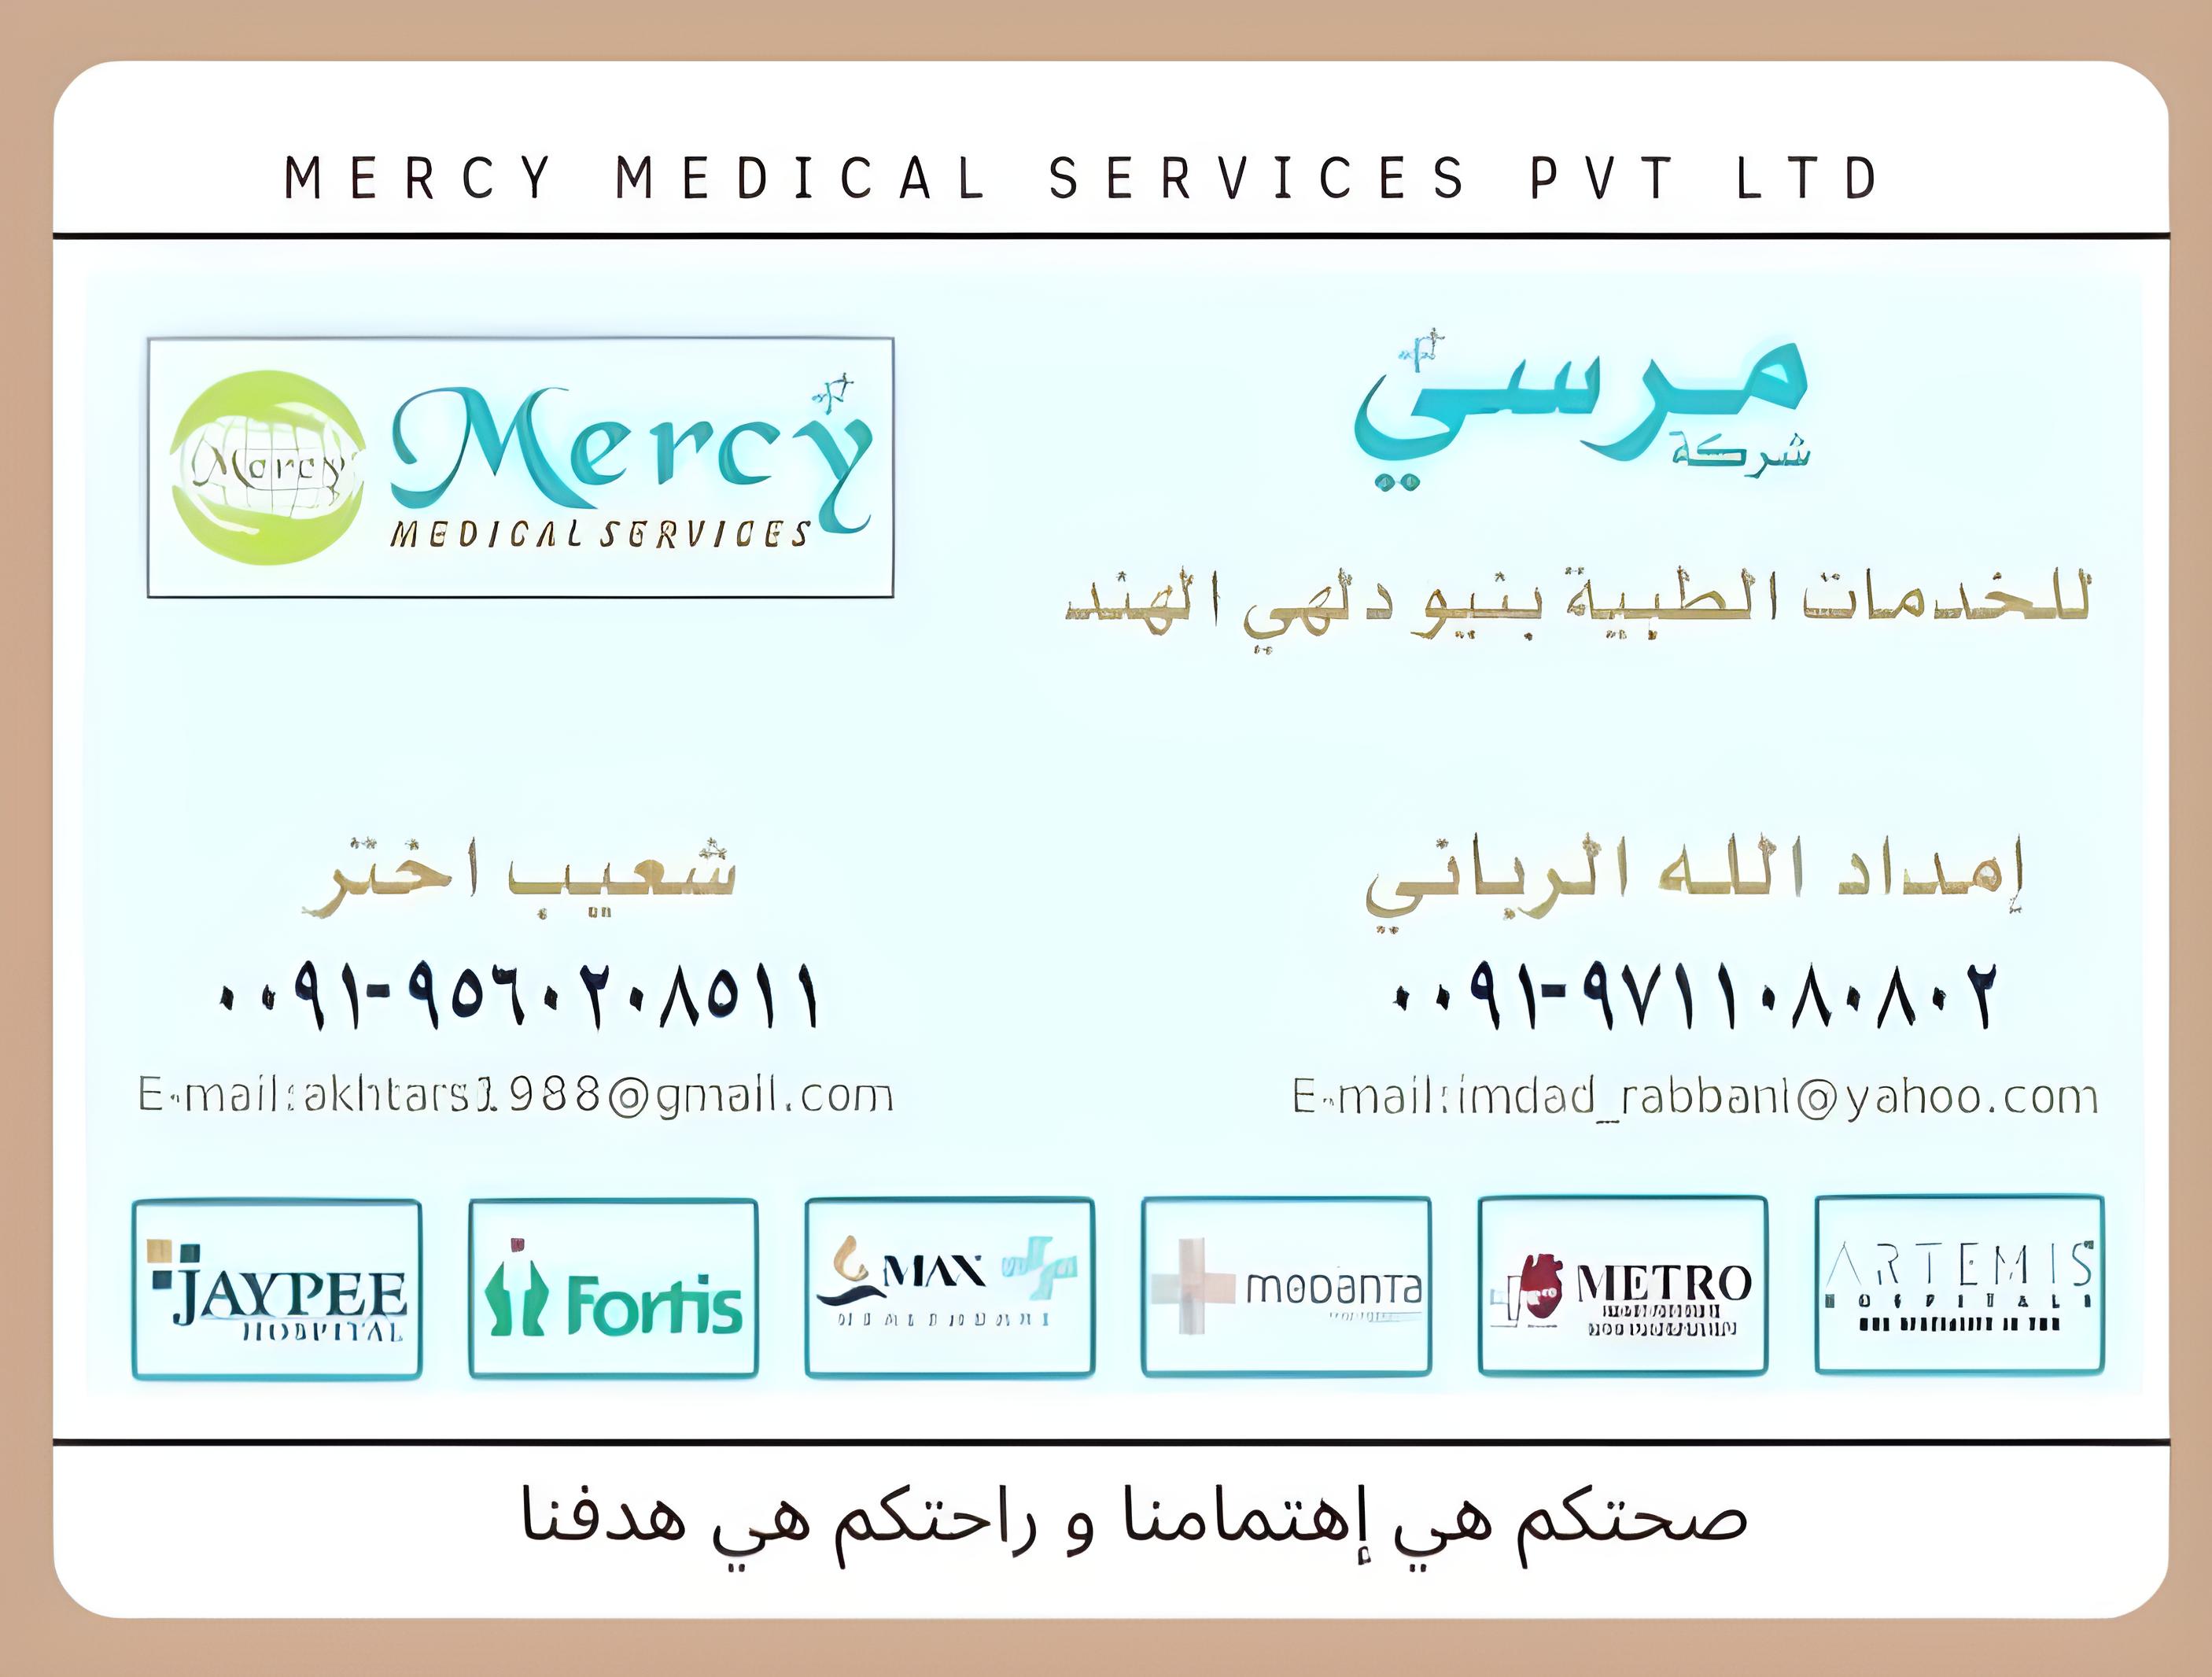 MERCY MEDICAL SERVICES PVT LTD
Mercy
Mercy
MEDICAL SERVICES
مرسي
شركة
للخدمات الطبية بنيو دلهي الهند
إمداد الله الرباني
٠٠٩١-٩٧١١٠٨٠٨٠٢
E-mail:imdad_rabbani@yahoo.com
شعيب اختر
٠٠٩١-٩٥٦٠٢٠٨٥١١
E-mail:akhtars1988@gmail.com
JAYPEE
HOSPITAL
Fortis
MAX
medanta
METRO
ARTEMIS
HOSPITALS
صحتكم هي إهتمامنا و راحتكم هي هدفنا